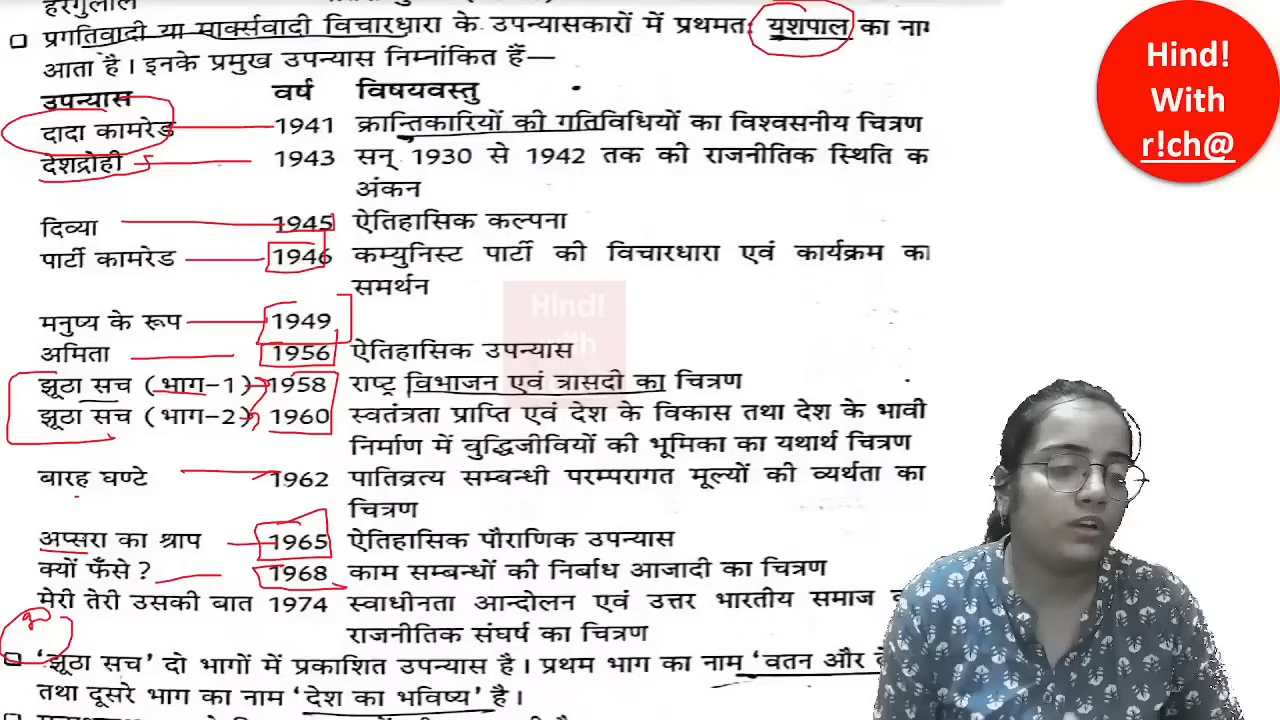 हरगुलाल
प्रगतिवादी या मार्क्सवादी विचारधारा के उपन्यासकारों में प्रथमतः यशपाल का नाम
आता है। इनके प्रमुख उपन्यास निम्नांकित हैं—
उपन्यास वर्ष विषयवस्तु
दादा कामरेड 1941 क्रान्तिकारियों की गतिविधियों का विश्वसनीय चित्रण
देशद्रोही 1943 सन् 1930 से 1942 तक की राजनीतिक स्थिति क
अंकन
दिव्या 1945 ऐतिहासिक कल्पना
पार्टी कामरेड 1946 कम्युनिस्ट पार्टी की विचारधारा एवं कार्यक्रम का
समर्थन
मनुष्य के रूप 1949
अमिता 1956 ऐतिहासिक उपन्यास
झूठा सच (भाग-1) 1958 राष्ट्र विभाजन एवं त्रासदी का चित्रण
झूठा सच (भाग-2) 1960 स्वतंत्रता प्राप्ति एवं देश के विकास तथा देश के भावी
निर्माण में वुद्धिजीवियों की भूमिका का यथार्थ चित्रण
बारह घण्टे 1962 पातिव्रत्य सम्बन्धी परम्परागत मूल्यों की व्यर्थता का
चित्रण
अप्सरा का श्राप 1965 ऐतिहासिक पौराणिक उपन्यास
क्यों फँसे ? 1968 काम सम्बन्धों की निर्बाध आजादी का चित्रण
मेरी तेरी उसकी बात 1974 स्वाधीनता आन्दोलन एवं उत्तर भारतीय समाज
राजनीतिक संघर्ष का चित्रण
'झूठा सच' दो भागों में प्रकाशित उपन्यास है। प्रथम भाग का नाम 'वतन और
तथा दूसरे भाग का नाम 'देश का भविष्य' है।
Hind!
With
r!ch@
Hind!
with